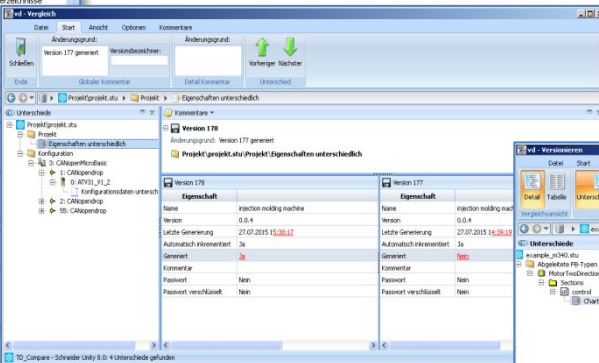 erzeichnisse
vd - Vergleich
Datei Start Ansicht Optionen Kommentare
Änderungsgrund:
Version 177 generiert
Versionsbezeichner:
Änderungsgrund:
Schließen
Vorheriger Nächster
Ende Globaler Kommentar Detail Kommentar Unterschied
Projekt\projekt.stu Projekt Eigenschaften unterschiedlich
Unterschiede
Projekt\projekt.stu
Projekt
Eigenschaften unterschiedlich
Konfiguration
3: CANopenMicroBasic
1: CANopendrop
0: ATV31_V1_2
Konfigurationsdaten untersch
2: CANopendrop
55: CANopendrop
Kommentare
Version 178
Änderungsgrund: Version 177 generiert
Projekt\projekt.stu\Projekt\Eigenschaften unterschiedlich
Version 178
Eigenschaft
Name injection molding machine
Version 0.0.4
Letzte Generierung 27.07.2015 15:38:17
Automatisch inkrementiert Ja
Generiert Ja
Kommentar
Passwort Nein
Passwort verschlüsselt Nein
Version 177
Eigenschaft
Name injection molding mach
Version 0.0.4
Letzte Generierung 27.07.2015 14:39:19
Automatisch inkrementiert Ja
Generiert Nein
Kommentar
Passwort Nein
Passwort verschlüsselt Nein
TD_Compare - Schneider Unity 8.0: 4 Unterschiede gefunden
vd - Versionieren
Datei Start
Detail Tabelle Untersch
Vergleichsansicht
ex
Unterschiede
example_m340.stu
Abgeleitete FB-Typen
MotorTwoDirection
Sections
control
Chart